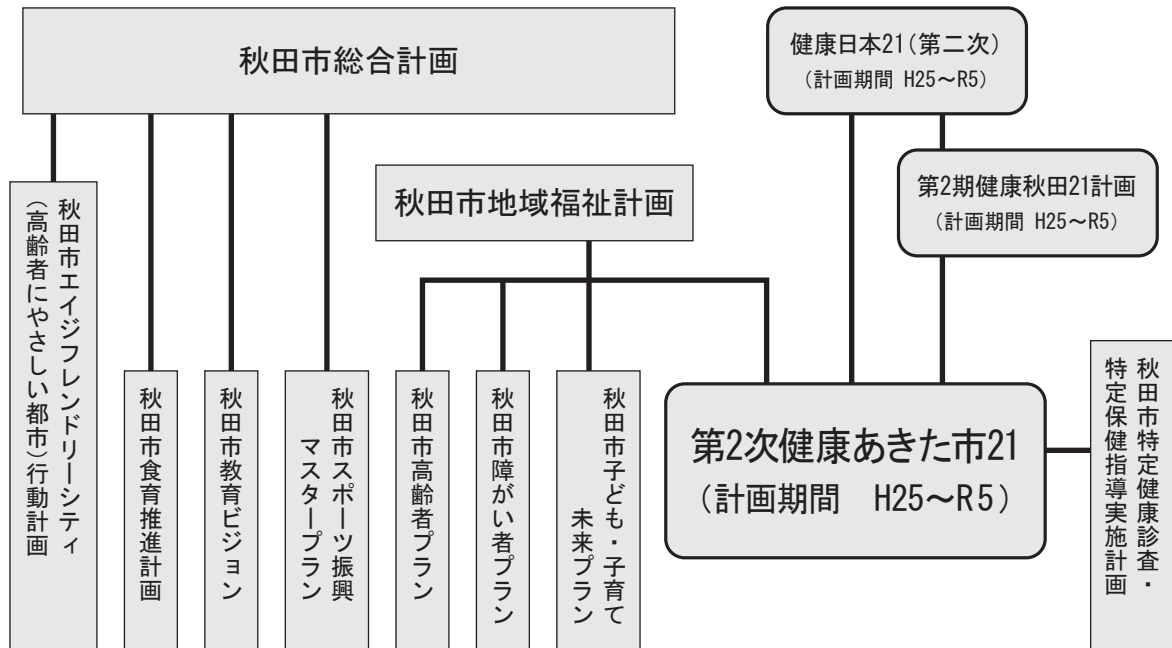 秋田市総合計画
健康日本21（第二次）
（計画期間 H25～R5）
第2期健康秋田21計画
（計画期間 H25～R5）
秋田市地域福祉計画
秋田市エイジフレンドリーシティ
（高齢者にやさしい都市）行動計画
秋田市食育推進計画
秋田市教育ビジョン
秋田市スポーツ振興
マスタープラン
秋田市高齢者プラン
秋田市障がい者プラン
秋田市子ども・子育て
未来プラン
第2次健康あきた市21
（計画期間　H25～R5）
秋田市特定健康診査・
特定保健指導実施計画